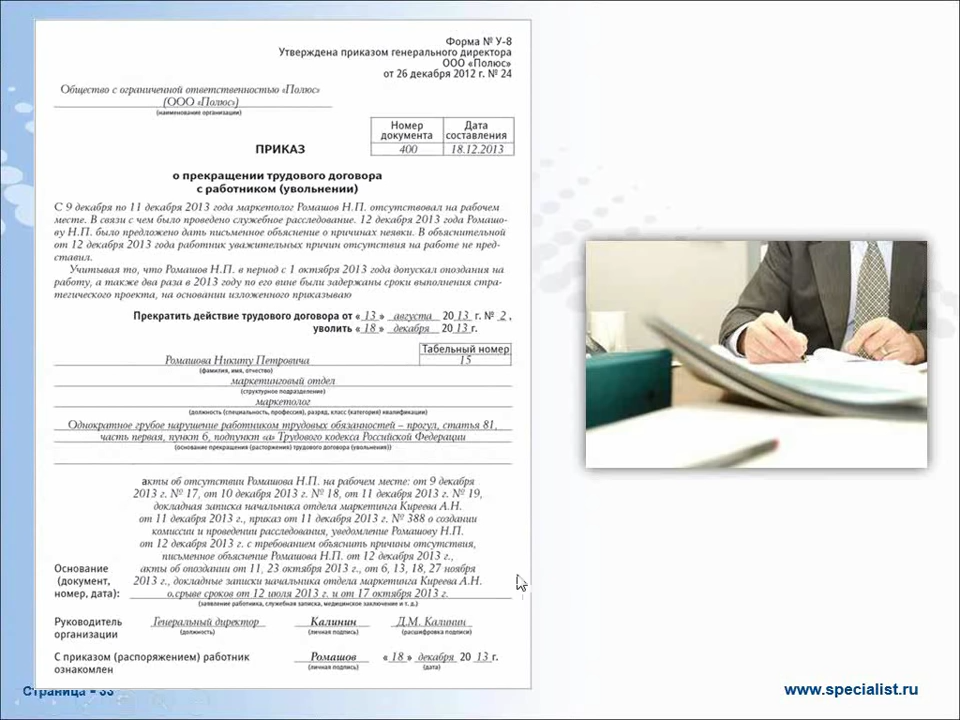 Форма № У-8
Утверждена приказом генерального директора
ООО «Полюс»
от 26 декабря 2012 г. № 24
Общество с ограниченной ответственностью «Полюс»
(ООО «Полюс»)
(наименование организации)
Номер документа Дата составления
400 18.12.2013
ПРИКАЗ
о прекращении трудового договора
с работником (увольнении)
С 9 декабря по 11 декабря 2013 года маркетолог Ромашов Н.П. отсутствовал на рабочем
месте. В связи с чем было проведено служебное расследование. 12 декабря 2013 года Ромашо-
ву Н.П. было предложено дать письменное объяснение о причинах неявки. В объяснительной
от 12 декабря 2013 года работник уважительных причин отсутствия на работе не пред-
ставил.
Учитывая то, что Ромашов Н.П. в период с 1 октября 2013 года допускал опоздания на
работу, а также два раза в 2013 году по его вине были задержаны сроки выполнения стра-
тегического проекта, на основании изложенного приказываю
Прекратить действие трудового договора от « 13 » августа 20 13 г. № 2 ,
уволить « 18 » декабря 20 13 г.
Табельный номер
Ромашова Никиту Петровича 15
(фамилия, имя, отчество)
маркетинговый отдел
(структурное подразделение)
маркетолог
(должность (специальность, профессия), разряд, класс (категория) квалификации)
Однократное грубое нарушение работником трудовых обязанностей – прогул, статья 81,
часть первая, пункт 6, подпункт «а» Трудового кодекса Российской Федерации
(основание прекращения (расторжения) трудового договора (увольнения))
акты об отсутствии Ромашова Н.П. на рабочем месте: от 9 декабря
2013 г. № 17, от 10 декабря 2013 г. № 18, от 11 декабря 2013 г. № 19,
докладная записка начальника отдела маркетинга Киреева А.Н.
от 11 декабря 2013 г., приказ от 11 декабря 2013 г. № 388 о создании
комиссии и проведении расследования, уведомление Ромашову Н.П.
от 12 декабря 2013 г. с требованием объяснить причины отсутствия,
письменное объяснение Ромашова Н.П. от 12 декабря 2013 г.,
Основание акты об опоздании от 11, 23 октября 2013 г., от 6, 13, 18, 27 ноября
(документ, 2013 г., докладные записки начальника отдела маркетинга Киреева А.Н.
номер, дата): о.срыве сроков от 12 июля 2013 г. и от 17 октября 2013 г.
(заявление работника, служебная записка, медицинское заключение и т. д.)
Руководитель организации Генеральный директор Калинин Д.М. Калинин
(должность) (личная подпись) (расшифровка подписи)
С приказом (распоряжением) работник ознакомлен Ромашов « 18 » декабря 20 13 г.
(личная подпись) (дата)
Страница - 33
www.specialist.ru